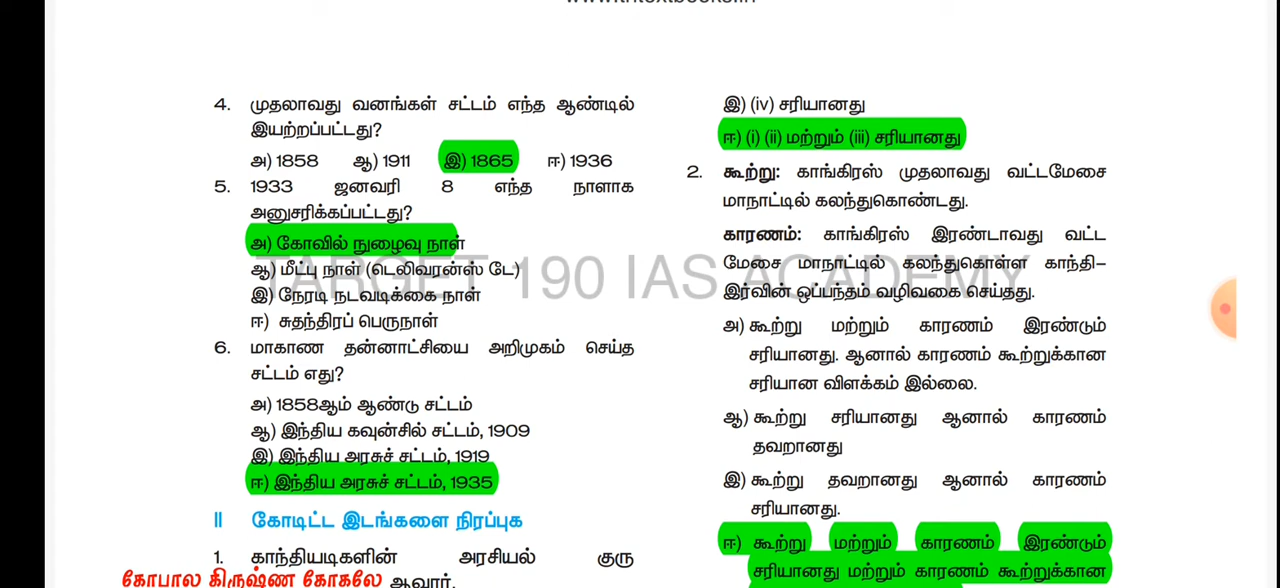 4. முதலாவது வனங்கள் சட்டம் எந்த ஆண்டில்
இயற்றப்பட்டது?
அ) 1858 ஆ) 1911 இ) 1865 ஈ) 1936
5. 1933 ஜனவரி 8 எந்த நாளாக
அனுசரிக்கப்பட்டது?
அ) கோவில் நுழைவு நாள்
ஆ) மீட்பு நாள் (டெலிவரன்ஸ் டே)
இ) நேரடி நடவடிக்கை நாள்
ஈ) சுதந்திரப் பெருநாள்
6. மாகாண தன்னாட்சியை அறிமுகம் செய்த
சட்டம் எது?
அ) 1858ஆம் ஆண்டு சட்டம்
ஆ) இந்திய கவுன்சில் சட்டம், 1909
இ) இந்திய அரசுச் சட்டம், 1919
ஈ) இந்திய அரசுச் சட்டம், 1935
II கோடிட்ட இடங்களை நிரப்புக
1. காந்தியடிகளின் அரசியல் குரு
கோபால கிருஷ்ண கோகலே ஆவார்.
இ) (iv) சரியானது
ஈ) (i) (ii) மற்றும் (iii) சரியானது
2. கூற்று: காங்கிரஸ் முதலாவது வட்டமேசை
மாநாட்டில் கலந்துகொண்டது.
காரணம்: காங்கிரஸ் இரண்டாவது வட்ட
மேசை மாநாட்டில் கலந்துகொள்ள காந்தி–
இர்வின் ஒப்பந்தம் வழிவகை செய்தது.
அ) கூற்று மற்றும் காரணம் இரண்டும்
சரியானது. ஆனால் காரணம் கூற்றுக்கான
சரியான விளக்கம் இல்லை.
ஆ) கூற்று சரியானது ஆனால் காரணம்
தவறானது
இ) கூற்று தவறானது ஆனால் காரணம்
சரியானது.
ஈ) கூற்று மற்றும் காரணம் இரண்டும்
சரியானது மற்றும் காரணம் கூற்றுக்கான
TARGET 190 IAS ACADEMY